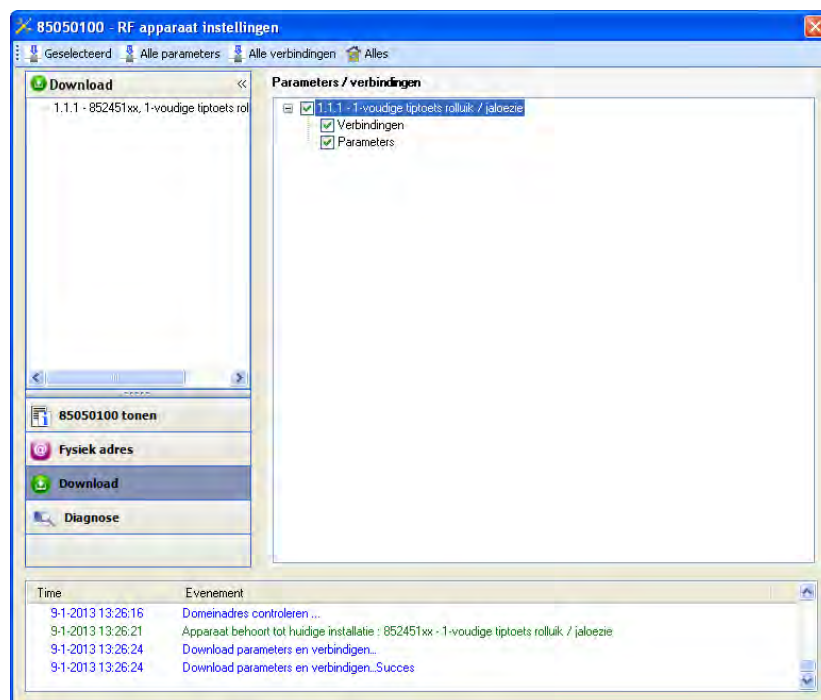 85050100 - RF apparaat instellingen
Geselecteerd Alle parameters Alle verbindingen Alles
Download «
1.1.1 - 852451xx, 1-voudige tiptoets rol
85050100 tonen
Fysiek adres
Download
Diagnose
Parameters / verbindingen
1.1.1 - 1-voudige tiptoets rolluik / jaloezie
Verbindingen
Parameters
Time Evenement
9-1-2013 13:26:16 Domeinadres controleren ...
9-1-2013 13:26:21 Apparaat behoort tot huidige installatie : 852451xx - 1-voudige tiptoets rolluik / jaloezie
9-1-2013 13:26:24 Download parameters en verbindigen...
9-1-2013 13:26:24 Download parameters en verbindigen...Succes